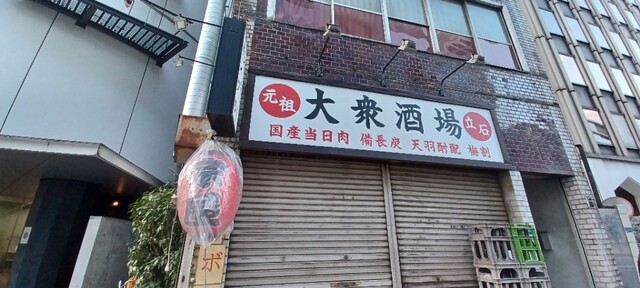 元祖 大衆酒場 立石
国産当日肉 備長炭 天羽酎配 梅割
ボ